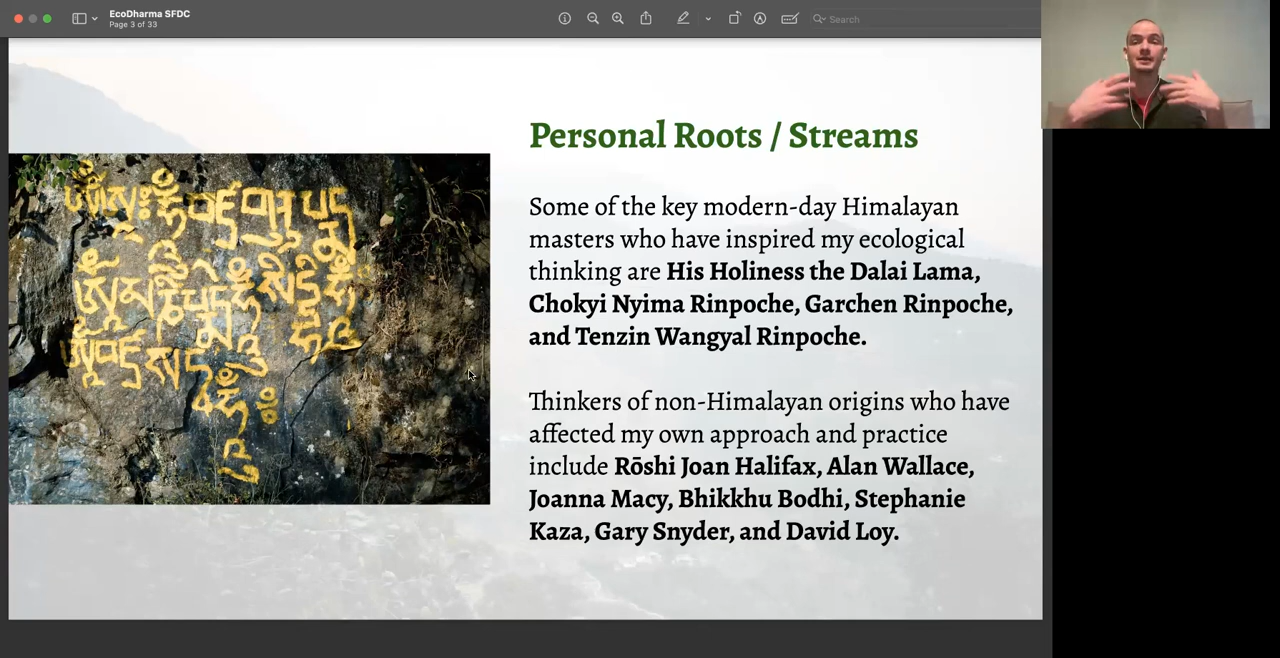 EcoDharma SFDC
Page 3 of 33
Search
Personal Roots / Streams
Some of the key modern-day Himalayan
masters who have inspired my ecological
thinking are His Holiness the Dalai Lama,
Chokyi Nyima Rinpoche, Garchen Rinpoche,
and Tenzin Wangyal Rinpoche.
Thinkers of non-Himalayan origins who have
affected my own approach and practice
include Rōshi Joan Halifax, Alan Wallace,
Joanna Macy, Bhikkhu Bodhi, Stephanie
Kaza, Gary Snyder, and David Loy.